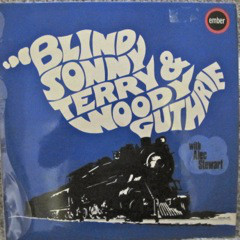 ember
BLIND
SONNY
TERRY &
WOODY
GUTHRIE
with Alec
Stewart